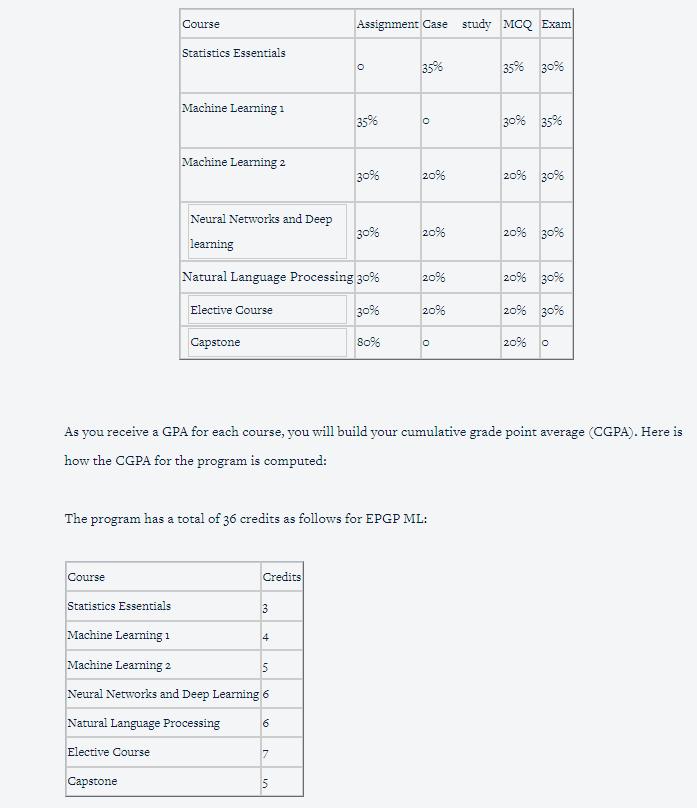 Course Assignment Case study MCQ Exam
Statistics Essentials 0 35% 35% 30%
Machine Learning 1 35% 0 30% 35%
Machine Learning 2 30% 20% 20% 30%
Neural Networks and Deep
learning 30% 20% 20% 30%
Natural Language Processing 30% 20% 20% 30%
Elective Course 30% 20% 20% 30%
Capstone 80% 0 20% 0
As you receive a GPA for each course, you will build your cumulative grade point average (CGPA). Here is
how the CGPA for the program is computed:
The program has a total of 36 credits as follows for EPGP ML:
Course Credits
Statistics Essentials 3
Machine Learning 1 4
Machine Learning 2 5
Neural Networks and Deep Learning 6
Natural Language Processing 6
Elective Course 7
Capstone 5